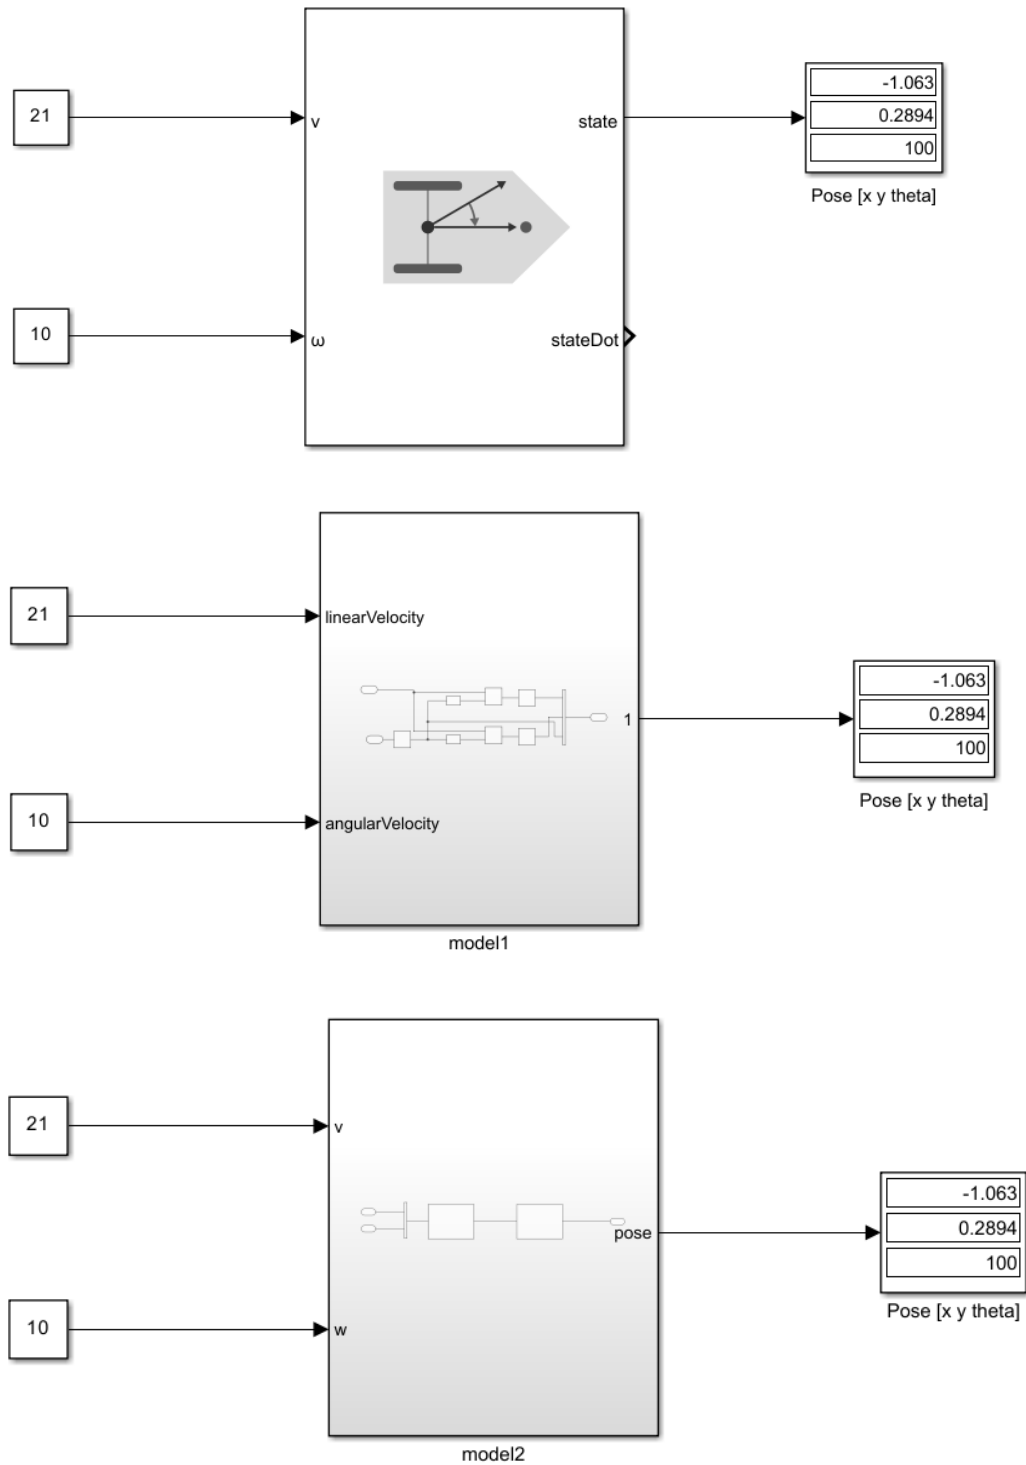 21
v
state
-1.063
0.2894
100
Pose [x y theta]
10
ω
stateDot
21
linearVelocity
-1.063
0.2894
100
1
Pose [x y theta]
10
angularVelocity
model1
21
v
-1.063
0.2894
100
pose
Pose [x y theta]
10
w
model2